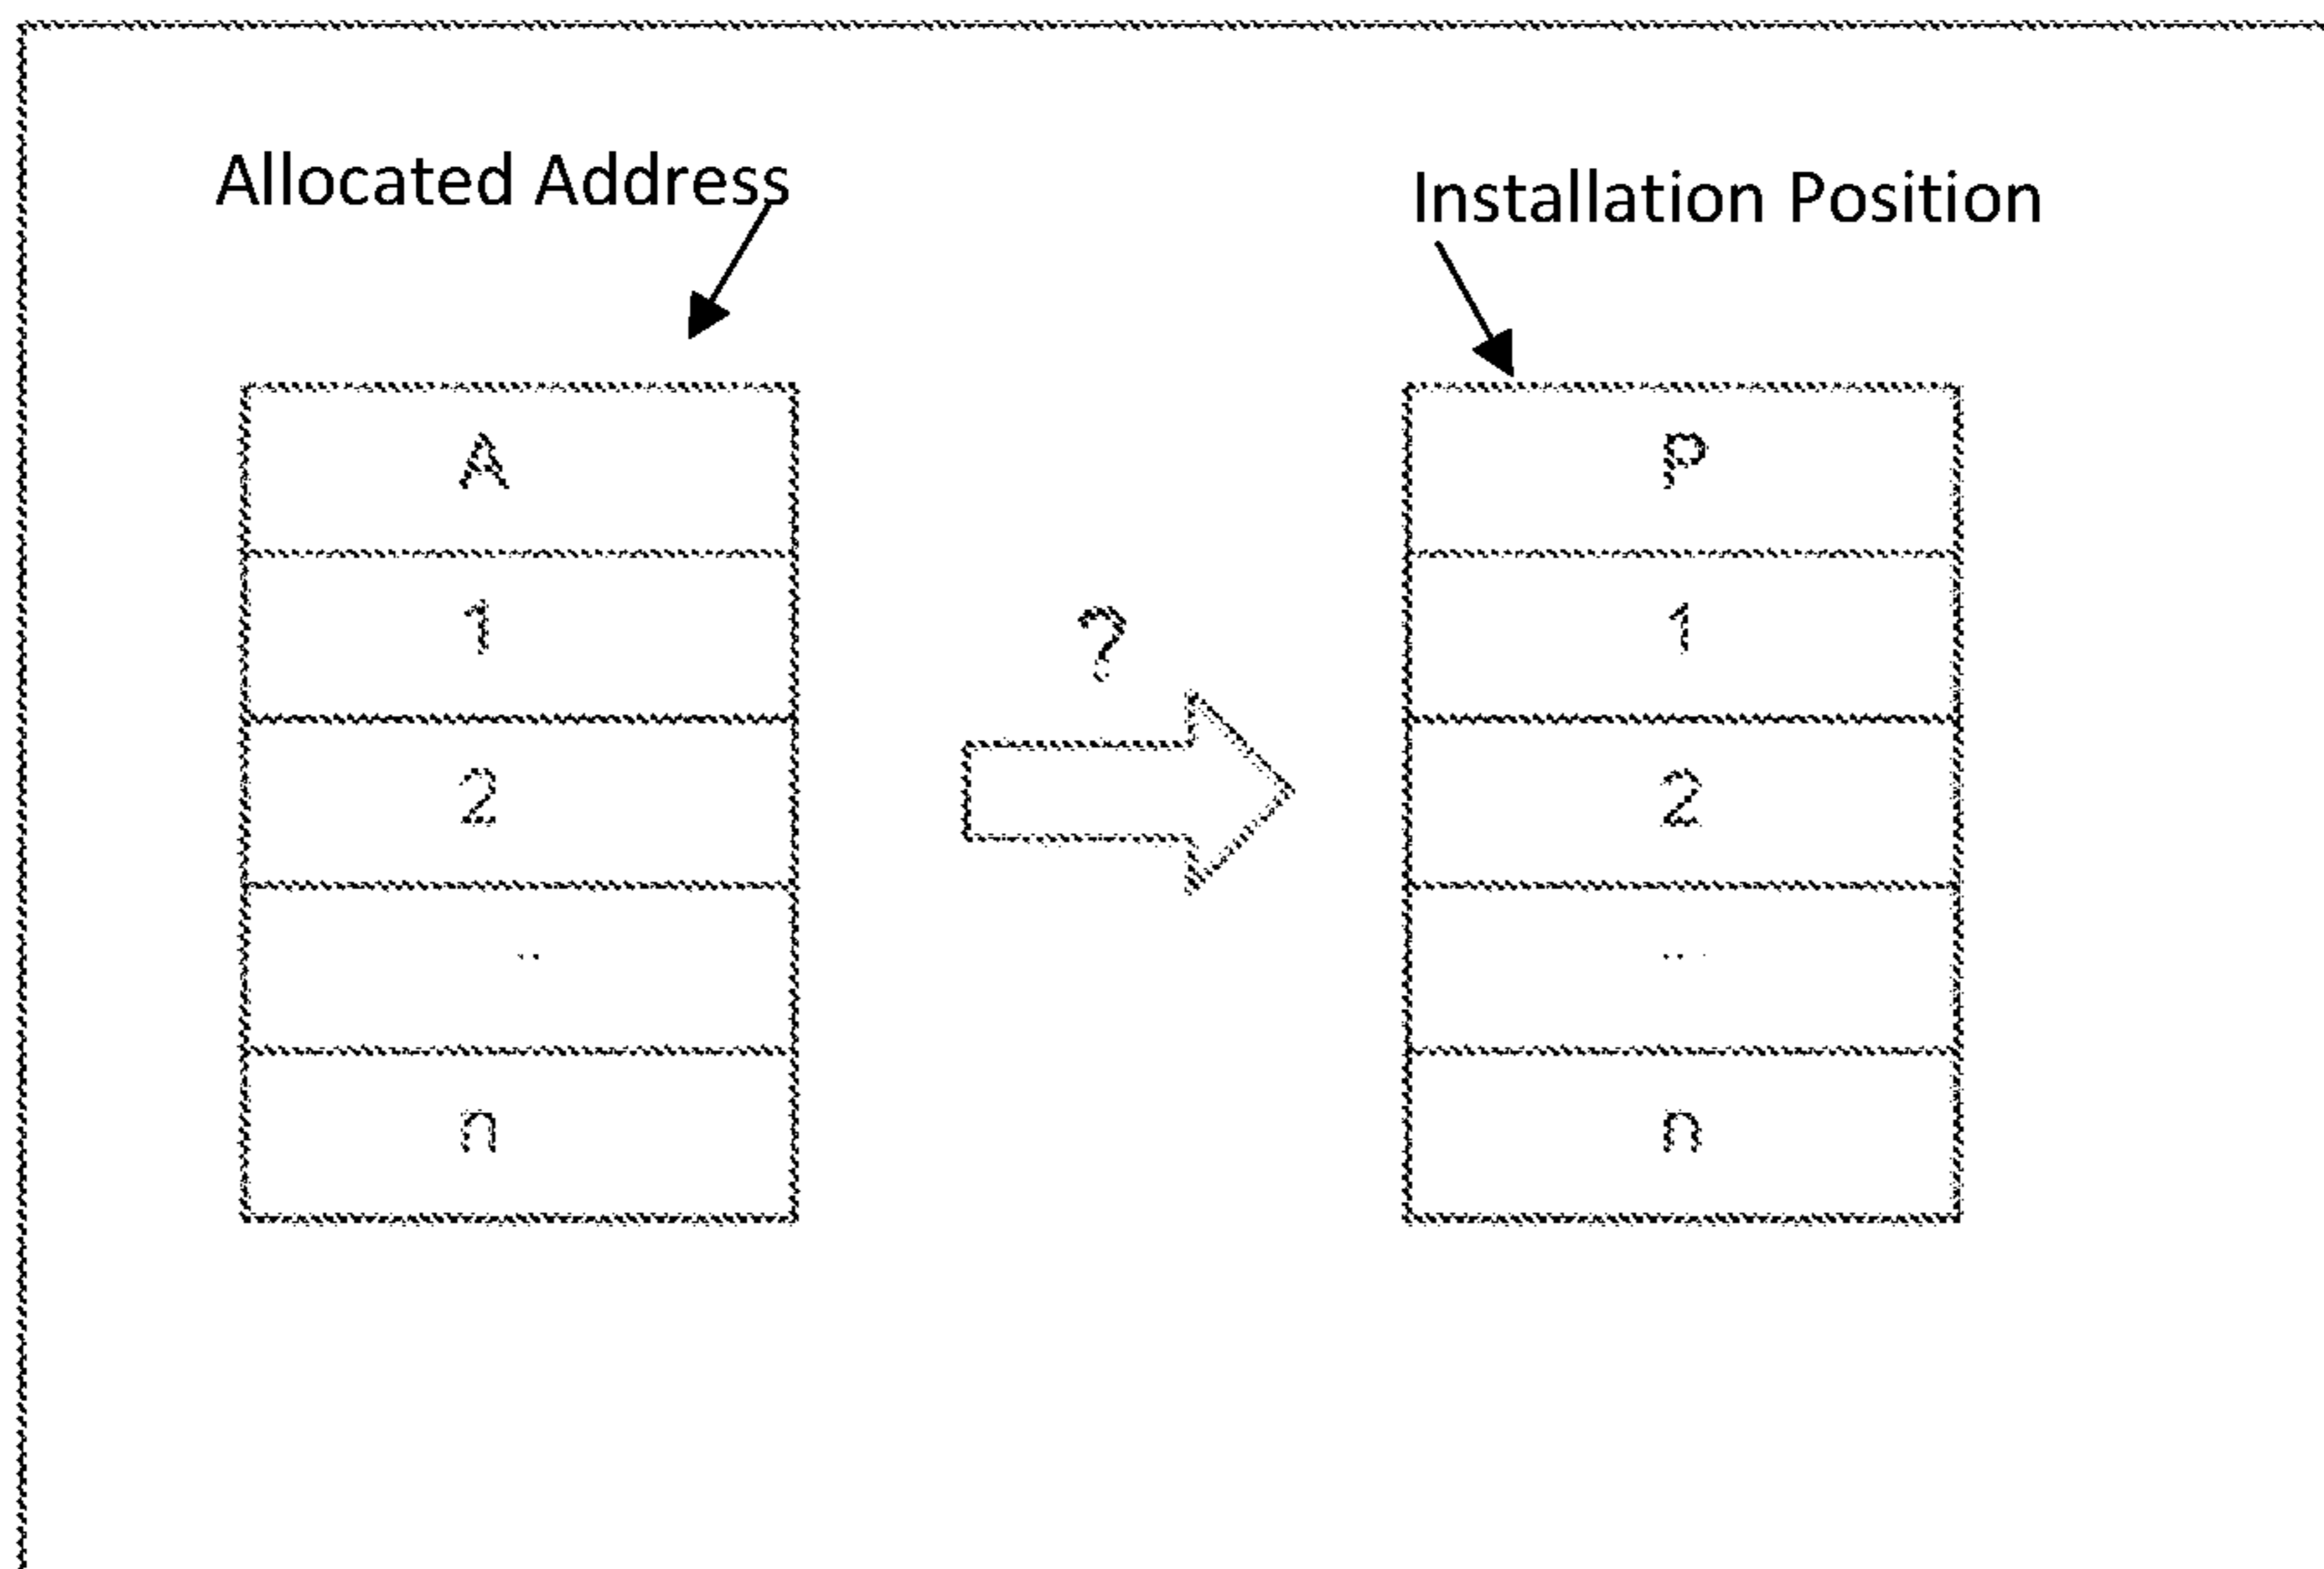 Allocated Address
Installation Position
A
1
2
..
n
?
P
1
2
...
n